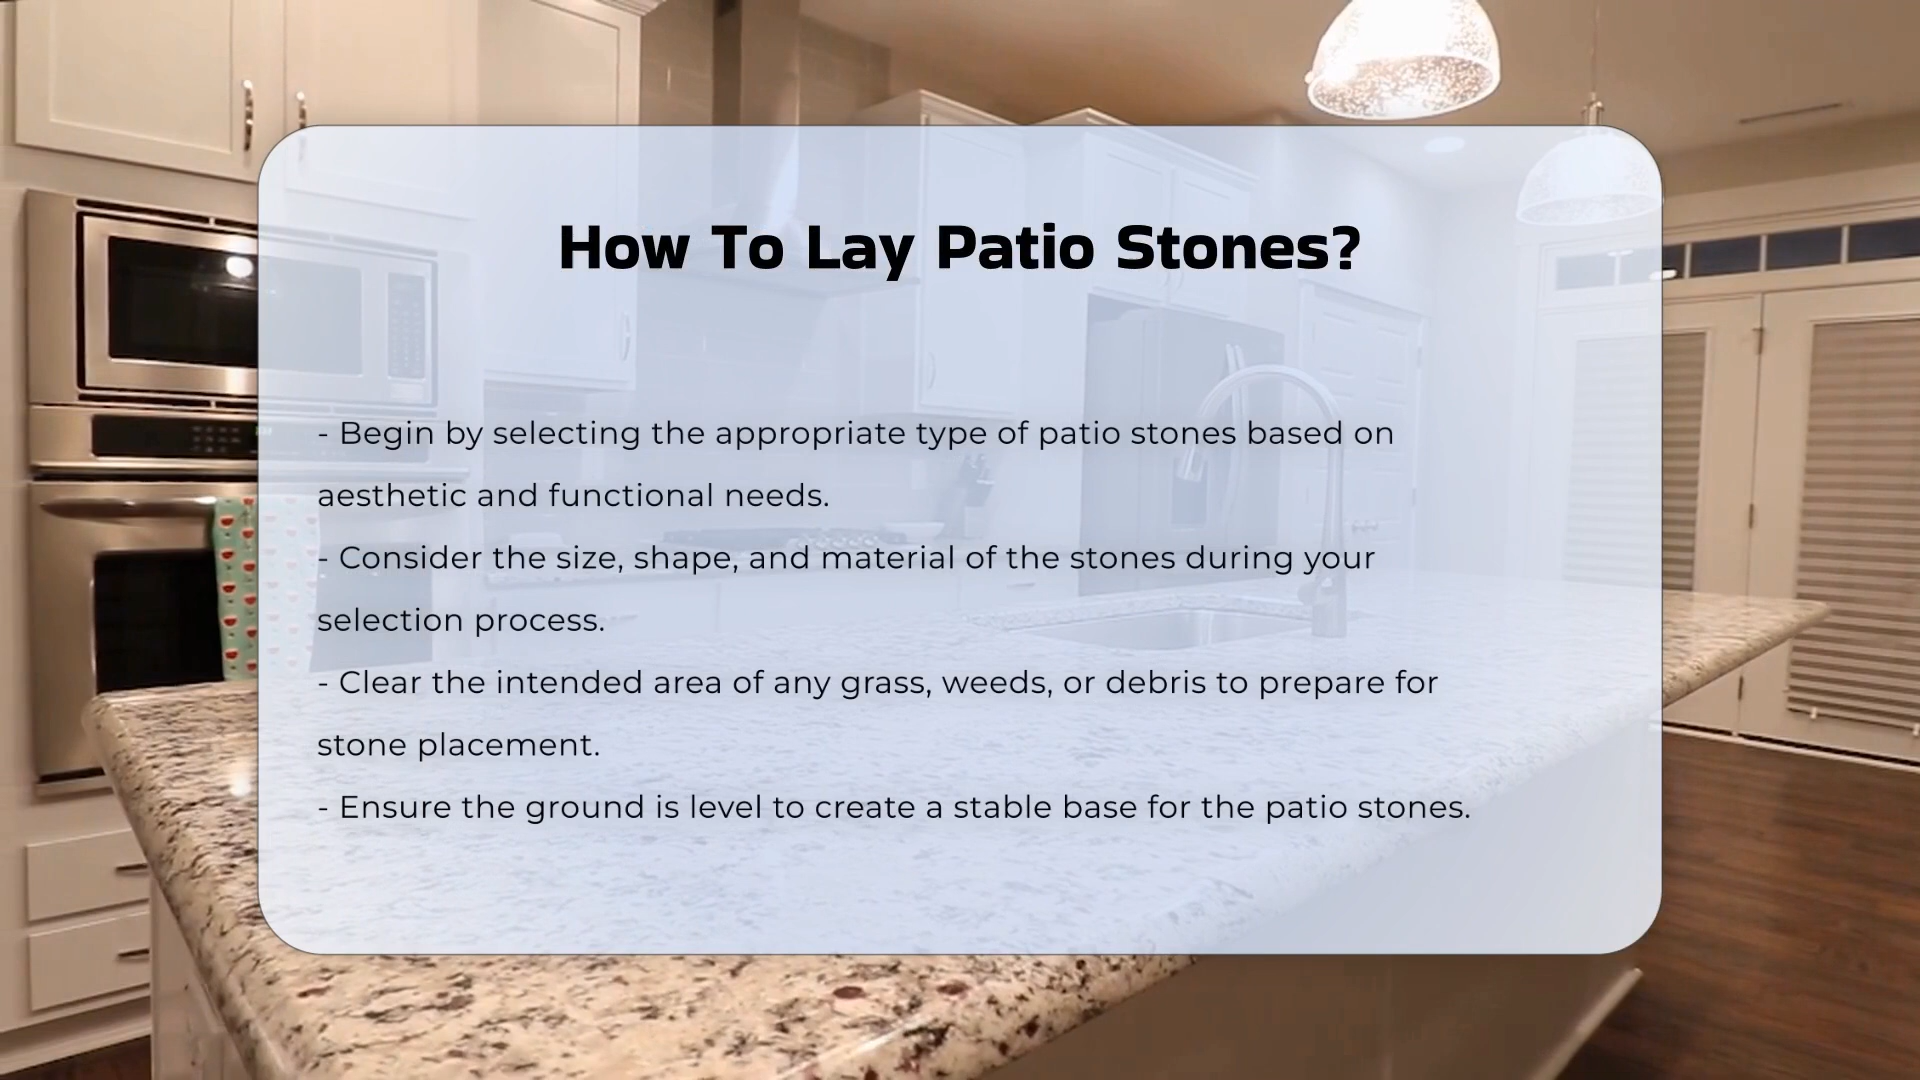 How To Lay Patio Stones?
- Begin by selecting the appropriate type of patio stones based on
aesthetic and functional needs.
- Consider the size, shape, and material of the stones during your
selection process.
- Clear the intended area of any grass, weeds, or debris to prepare for
stone placement.
- Ensure the ground is level to create a stable base for the patio stones.